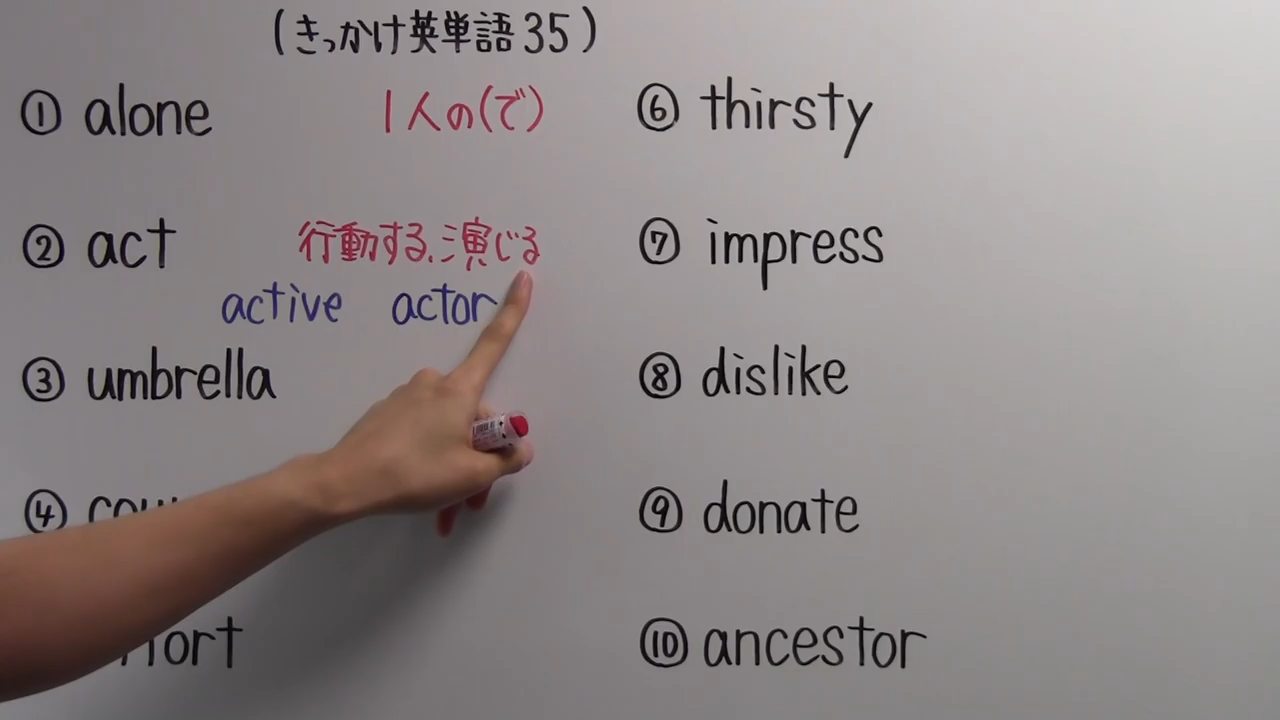 (きっかけ英単語35)
① alone 1人の(で)
② act 行動する、演じる
active actor
③ umbrella
④
⑥ thirsty
⑦ impress
⑧ dislike
⑨ donate
⑩ ancestor